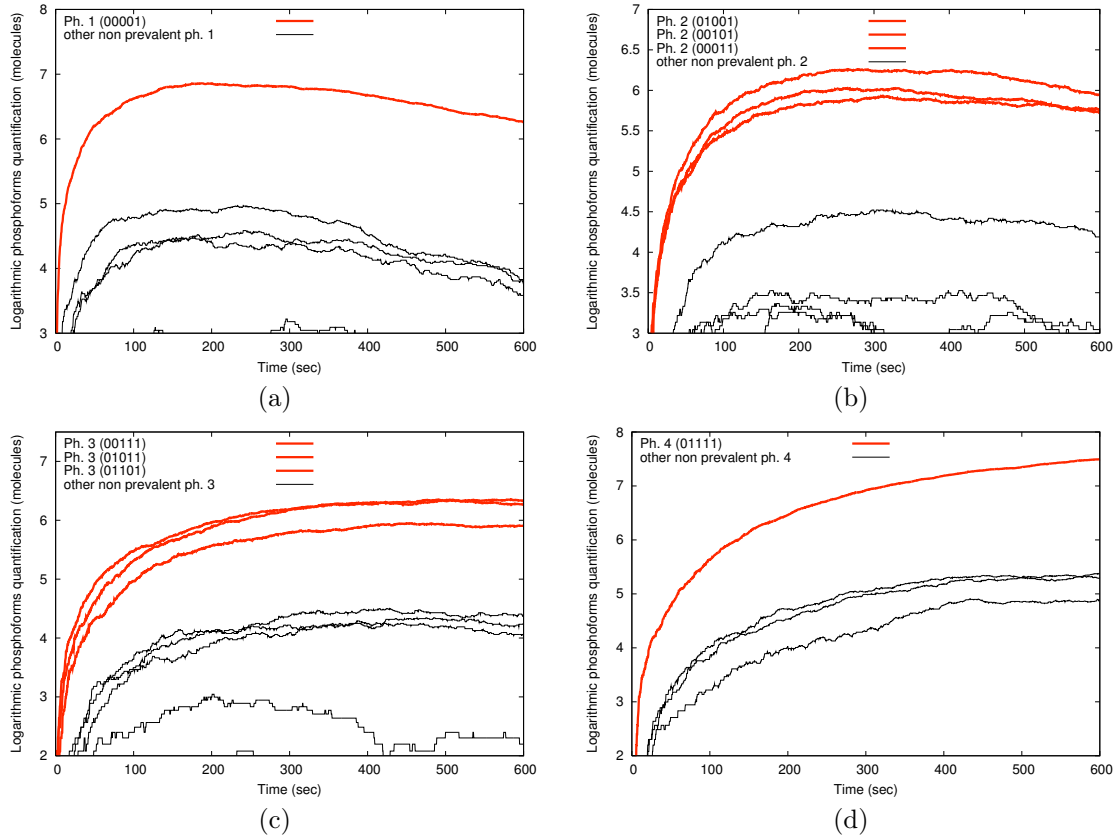 Logarithmic phosphoforms quantification (molecules)
8
7
6
5
4
3
Ph. 1 (00001)
other non prevalent ph. 1
0
100
200
300
400
500
600
Time (sec)
(a)
Logarithmic phosphoforms quantification (molecules)
7
6.5
6
5.5
5
4.5
4
3.5
3
Ph. 2 (01001)
Ph. 2 (00101)
Ph. 2 (00011)
other non prevalent ph. 2
0
100
200
300
400
500
600
Time (sec)
(b)
Logarithmic phosphoforms quantification (molecules)
7
6
5
4
3
2
Ph. 3 (00111)
Ph. 3 (01011)
Ph. 3 (01101)
other non prevalent ph. 3
0
100
200
300
400
500
600
Time (sec)
(c)
Logarithmic phosphoforms quantification (molecules)
8
7
6
5
4
3
2
Ph. 4 (01111)
other non prevalent ph. 4
0
100
200
300
400
500
600
Time (sec)
(d)